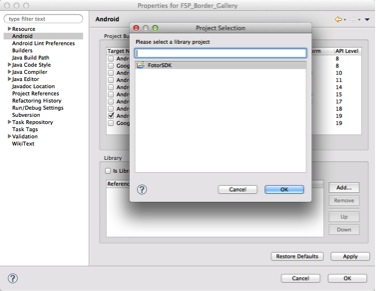 Properties for FSP_Border_Gallery
type filter text
Resource
Android
Android Lint Preferences
Builders
Java Build Path
Java Code Style
Java Compiler
Java Editor
Javadoc Location
Project References
Refactoring History
Run/Debug Settings
Subversion
Task Repository
Task Tags
Validation
WikiText
Android
Project Bu
Target N
API Level
Andr
8
Goog
8
Andr
10
Andr
11
Andr
14
Andr
15
Andr
17
Andr
18
Andr
19
Goog
19
Project Selection
Please select a library project
FotorSDK
Cancel
OK
Library
Is Libr
Referenc
Add...
Remove
Up
Down
Restore Defaults
Apply
Cancel
OK